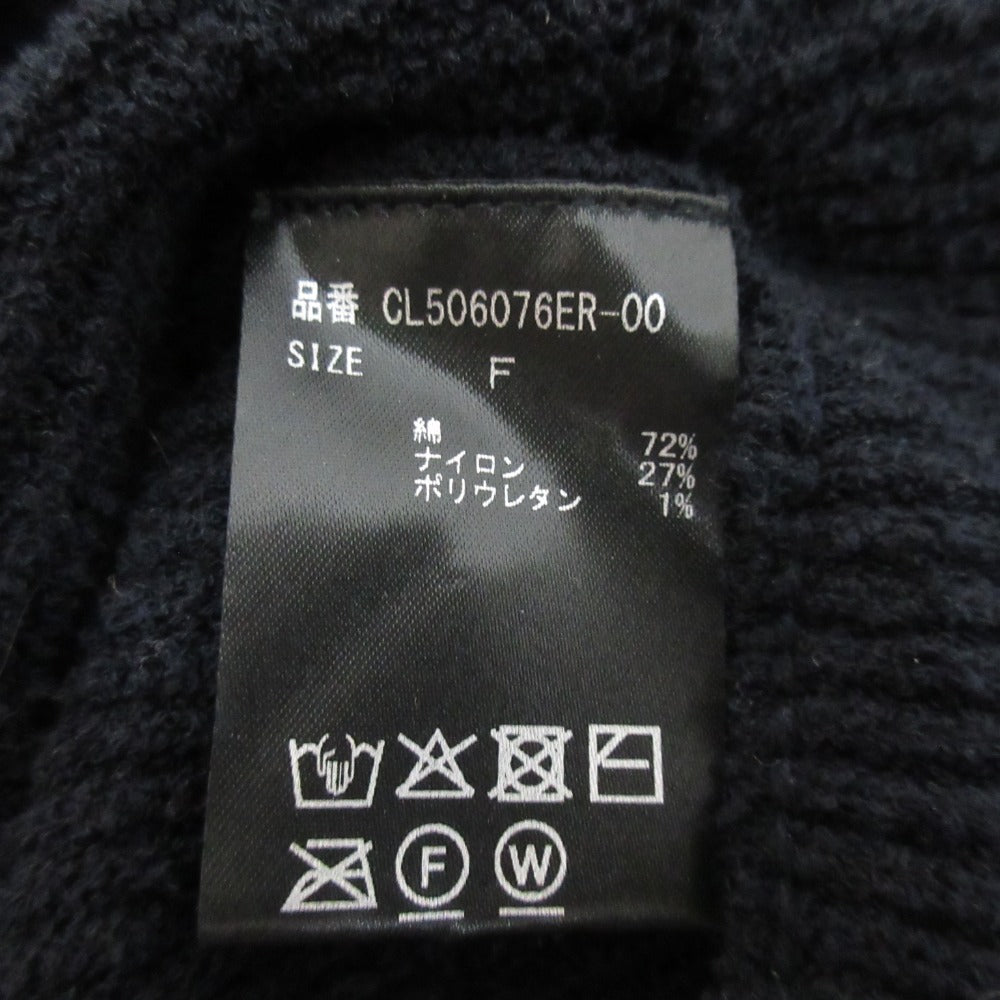 品番 CL506076ER-00
SIZE F
綿 72%
ナイロン 27%
ポリウレタン 1%
F W